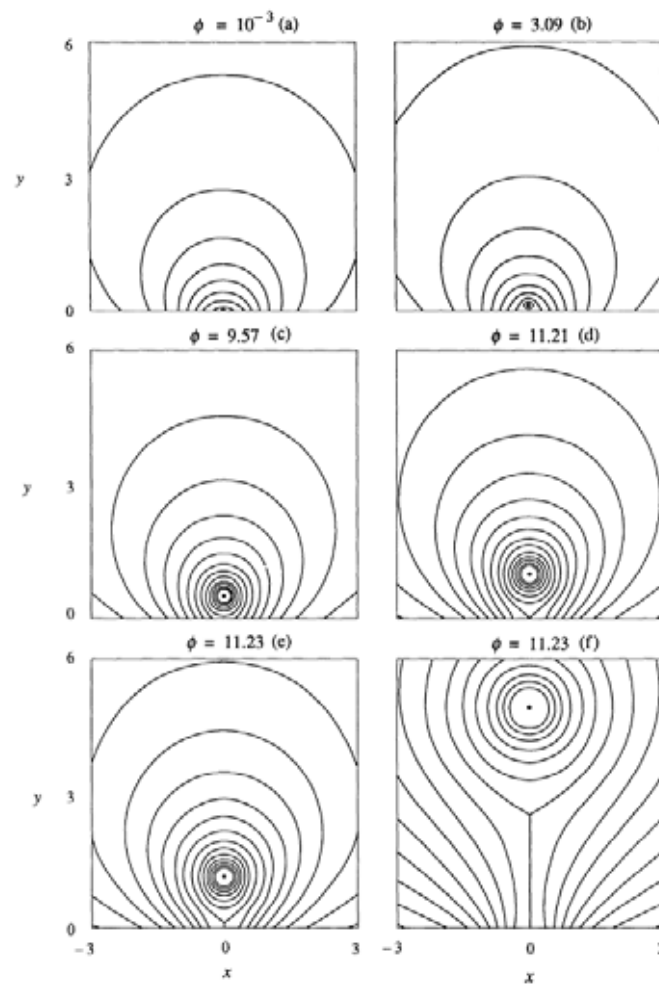 ϕ = 10⁻³ (a)
ϕ = 3.09 (b)
6
y
3
0
ϕ = 9.57 (c)
ϕ = 11.21 (d)
6
y
3
0
ϕ = 11.23 (e)
ϕ = 11.23 (f)
6
y
3
0
-3
0
3
-3
0
x
x